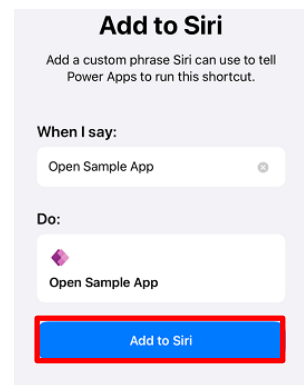 Add to Siri
Add a custom phrase Siri can use to tell
Power Apps to run this shortcut.
When I say:
Open Sample App
Do:
Open Sample App
Add to Siri